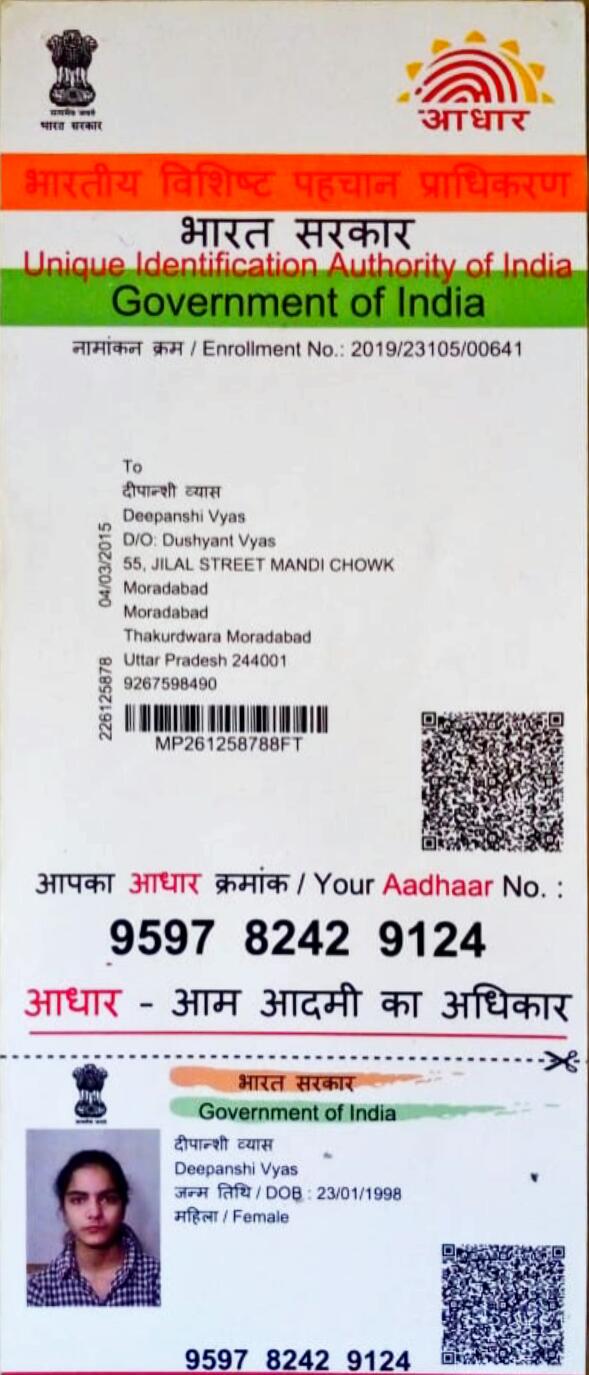 सत्यमेव जयते
भारत सरकार
आधार
भारतीय विशिष्ट पहचान प्राधिकरण
भारत सरकार
Unique Identification Authority of India
Government of India
नामांकन क्रम / Enrollment No.: 2019/23105/00641
To
दीपान्शी व्यास
Deepanshi Vyas
D/O: Dushyant Vyas
55, JILAL STREET MANDI CHOWK
Moradabad
Moradabad
Thakurdwara Moradabad
Uttar Pradesh 244001
9267598490
04/03/2015
226125878
MP261258788FT
आपका आधार क्रमांक / Your Aadhaar No. :
9597 8242 9124
आधार - आम आदमी का अधिकार
भारत सरकार
Government of India
दीपान्शी व्यास
Deepanshi Vyas
जन्म तिथि / DOB : 23/01/1998
महिला / Female
9597 8242 9124